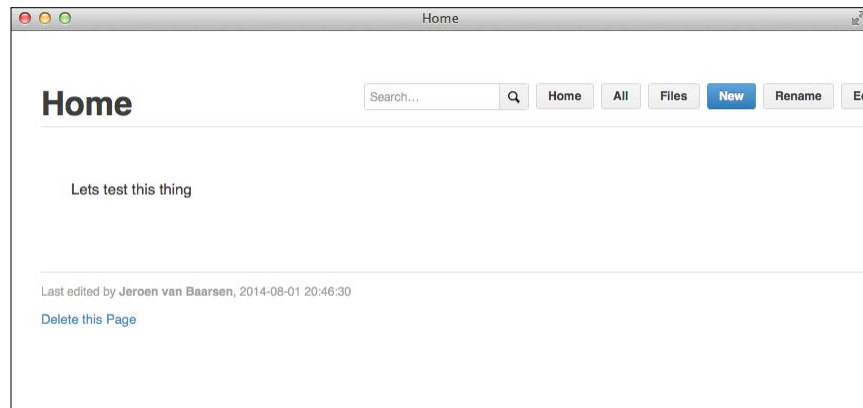 Home
Home
Search...
Home
All
Files
New
Rename
Lets test this thing
Last edited by Jeroen van Baarsen, 2014-08-01 20:46:30
Delete this Page